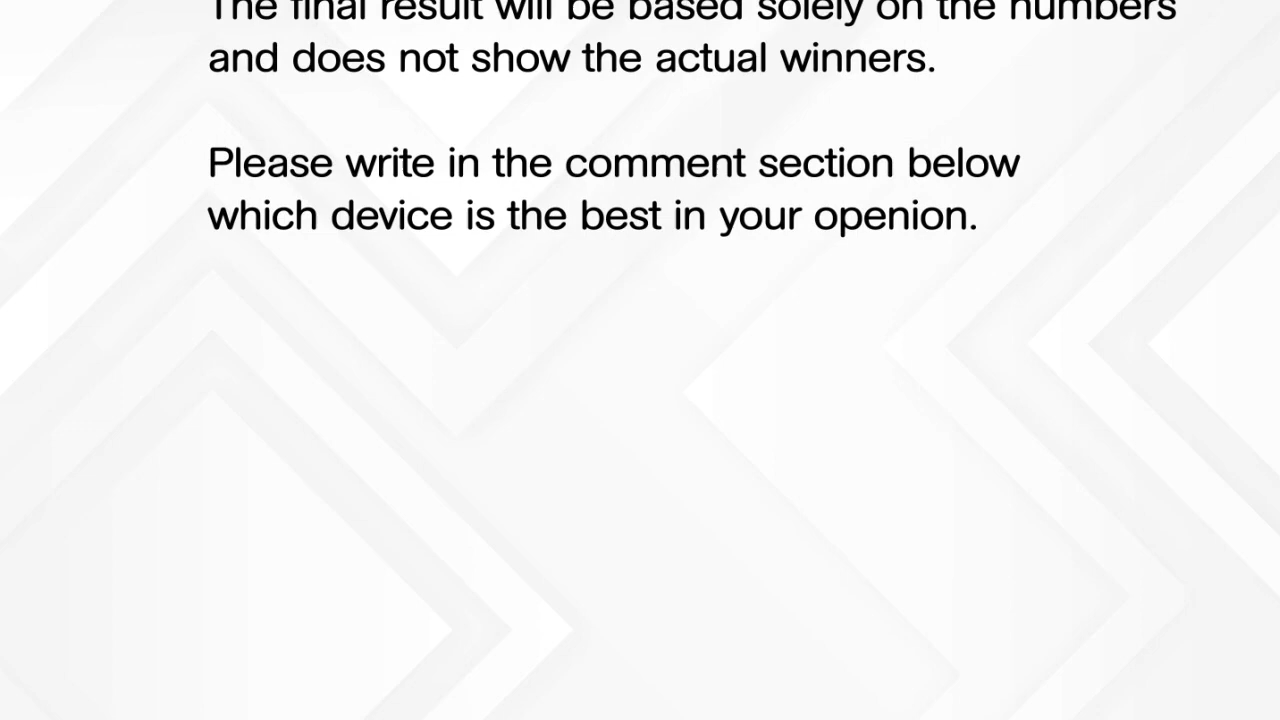 The final result will be based solely on the numbers
and does not show the actual winners.
Please write in the comment section below
which device is the best in your openion.